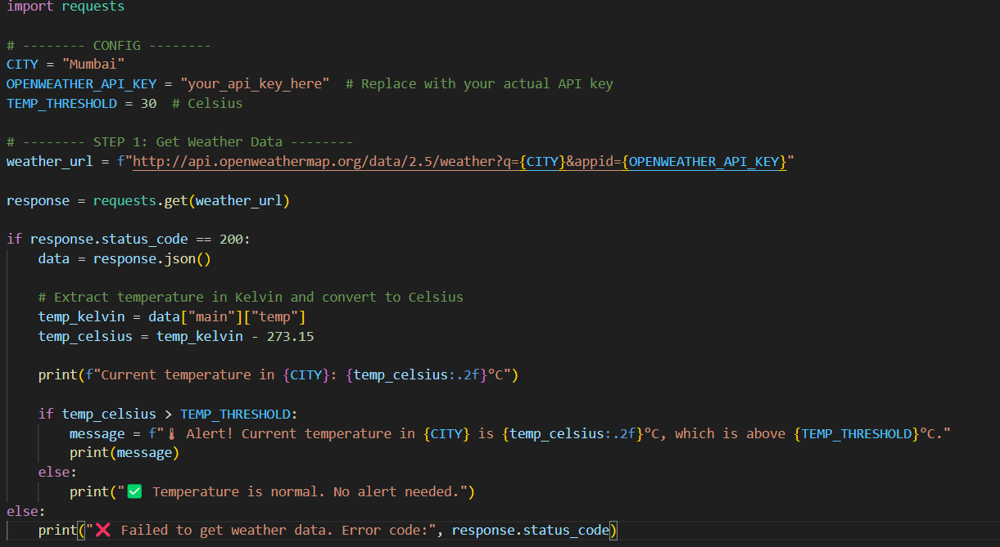 import requests

# -------- CONFIG --------
CITY = "Mumbai"
OPENWEATHER_API_KEY = "your_api_key_here"  # Replace with your actual API key
TEMP_THRESHOLD = 30  # Celsius

# -------- STEP 1: Get Weather Data --------
weather_url = f"http://api.openweathermap.org/data/2.5/weather?q={CITY}&appid={OPENWEATHER_API_KEY}"

response = requests.get(weather_url)

if response.status_code == 200:
    data = response.json()

    # Extract temperature in Kelvin and convert to Celsius
    temp_kelvin = data["main"]["temp"]
    temp_celsius = temp_kelvin - 273.15

    print(f"Current temperature in {CITY}: {temp_celsius:.2f}°C")

    if temp_celsius > TEMP_THRESHOLD:
        message = f"🌡 Alert! Current temperature in {CITY} is {temp_celsius:.2f}°C, which is above {TEMP_THRESHOLD}°C."
        print(message)
    else:
        print("✅ Temperature is normal. No alert needed.")
else:
    print("❌ Failed to get weather data. Error code:", response.status_code)